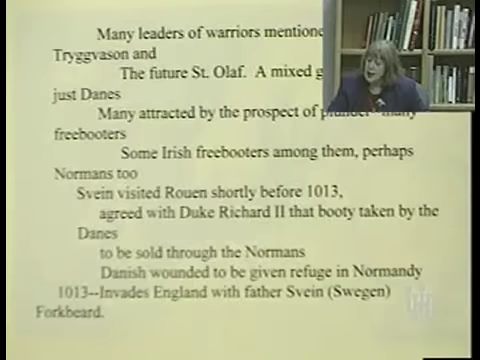 Many leaders of warriors mentione
Tryggvason and
The future St. Olaf. A mixed g
just Danes
Many attracted by the prospect of plunder many
freebooters
Some Irish freebooters among them, perhaps
Normans too
Svein visited Rouen shortly before 1013,
agreed with Duke Richard II that booty taken by the
Danes
to be sold through the Normans
Danish wounded to be given refuge in Normandy
1013--Invades England with father Svein (Swegen)
Forkbeard.